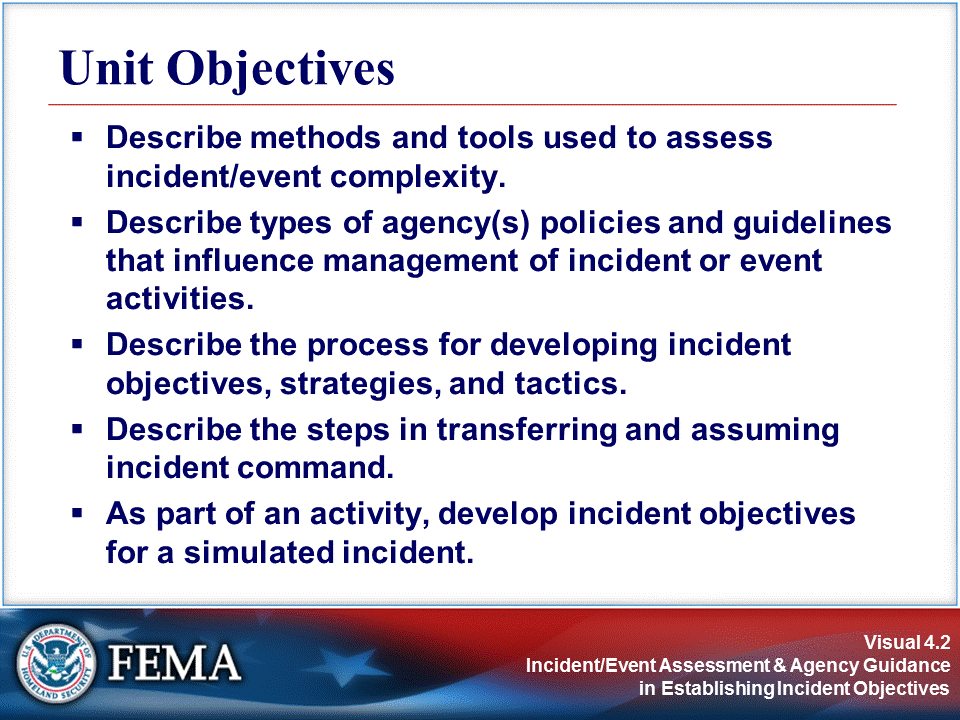 Unit Objectives
▪ Describe methods and tools used to assess
incident/event complexity.
▪ Describe types of agency(s) policies and guidelines
that influence management of incident or event
activities.
▪ Describe the process for developing incident
objectives, strategies, and tactics.
▪ Describe the steps in transferring and assuming
incident command.
▪ As part of an activity, develop incident objectives
for a simulated incident.
U.S. DEPARTMENT OF
HOMELAND SECURITY
FEMA
Visual 4.2
Incident/Event Assessment & Agency Guidance
in Establishing Incident Objectives